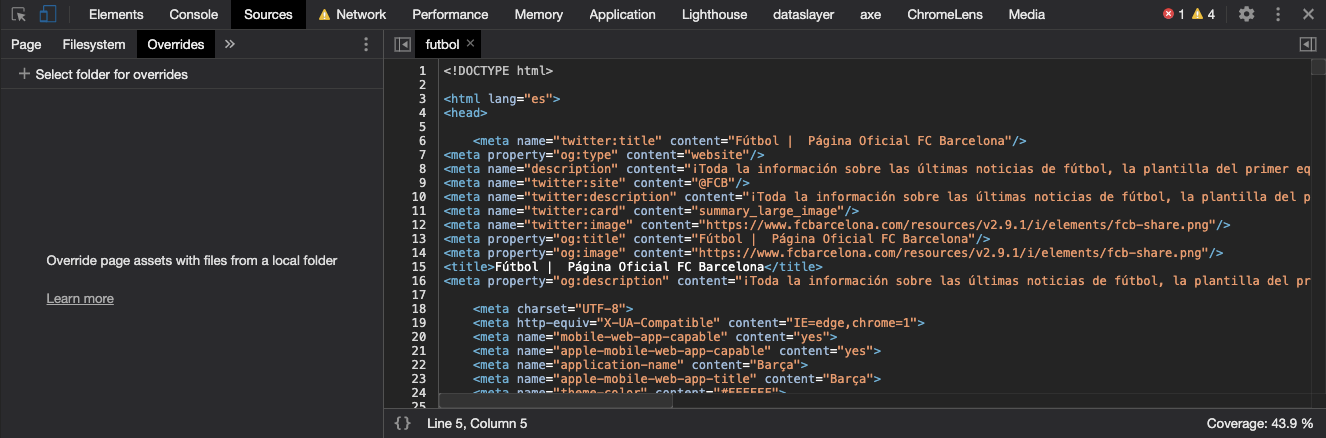 Elements Console Sources Network Performance Memory Application Lighthouse dataslayer axe ChromeLens Media 1 4
Page Filesystem Overrides »
+ Select folder for overrides
Override page assets with files from a local folder
Learn more
futbol ×
1 <!DOCTYPE html>
2
3 <html lang="es">
4 <head>
5
6 <meta name="twitter:title" content="Fútbol |  Página Oficial FC Barcelona"/>
7 <meta property="og:type" content="website"/>
8 <meta name="description" content="¡Toda la información sobre las últimas noticias de fútbol, la plantilla del primer eq
9 <meta name="twitter:site" content="@FCB"/>
10 <meta name="twitter:description" content="¡Toda la información sobre las últimas noticias de fútbol, la plantilla del p
11 <meta name="twitter:card" content="summary_large_image"/>
12 <meta name="twitter:image" content="https://www.fcbarcelona.com/resources/v2.9.1/i/elements/fcb-share.png"/>
13 <meta property="og:title" content="Fútbol |  Página Oficial FC Barcelona"/>
14 <meta property="og:image" content="https://www.fcbarcelona.com/resources/v2.9.1/i/elements/fcb-share.png"/>
15 <title>Fútbol |  Página Oficial FC Barcelona</title>
16 <meta property="og:description" content="¡Toda la información sobre las últimas noticias de fútbol, la plantilla del pr
17
18 <meta charset="UTF-8">
19 <meta http-equiv="X-UA-Compatible" content="IE=edge,chrome=1">
20 <meta name="mobile-web-app-capable" content="yes">
21 <meta name="apple-mobile-web-app-capable" content="yes">
22 <meta name="application-name" content="Barça">
23 <meta name="apple-mobile-web-app-title" content="Barça">
24 <meta name="theme-color" content="#FFFFFF">
25
{} Line 5, Column 5 Coverage: 43.9 %